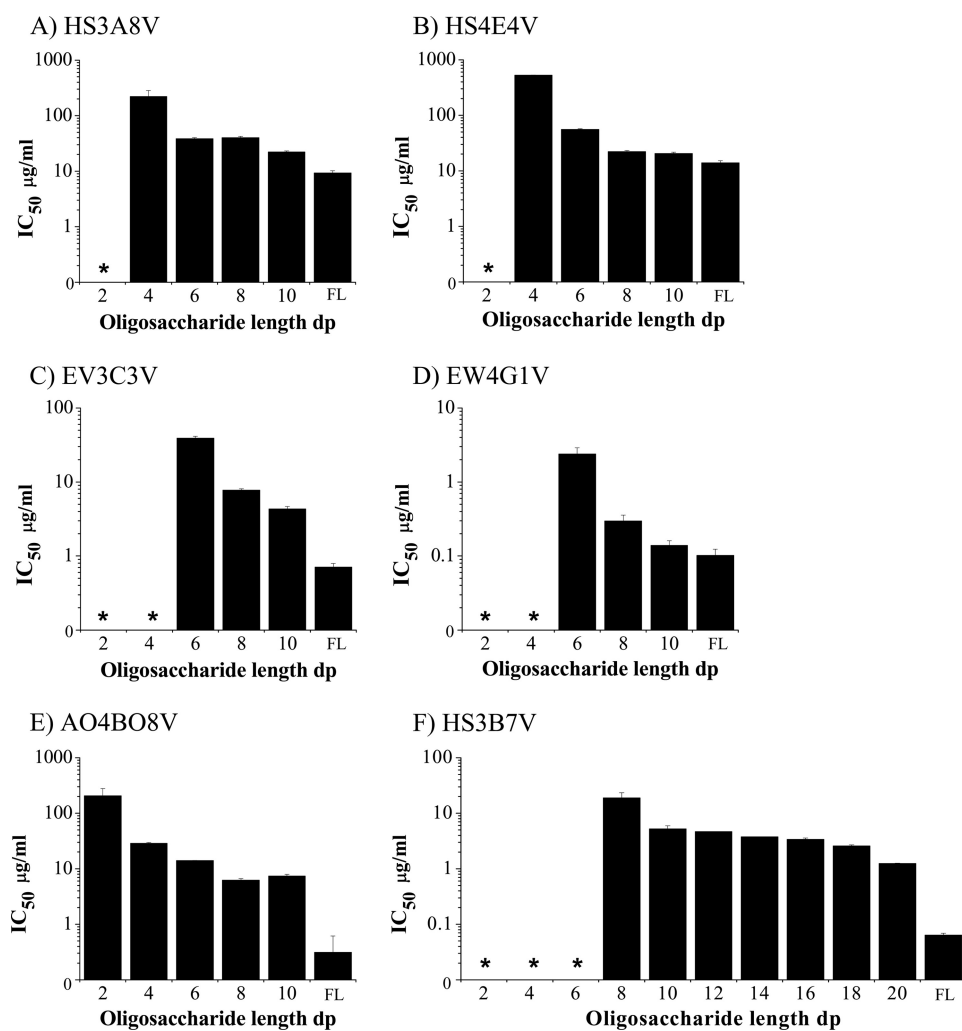 A) HS3A8V
IC50 µg/ml
1000
100
10
1
0
*
2 4 6 8 10 FL
Oligosaccharide length dp
B) HS4E4V
IC50 µg/ml
1000
100
10
1
0
*
2 4 6 8 10 FL
Oligosaccharide length dp
C) EV3C3V
IC50 µg/ml
100
10
1
0
* *
2 4 6 8 10 FL
Oligosaccharide length dp
D) EW4G1V
IC50 µg/ml
10
1
0.1
0
* *
2 4 6 8 10 FL
Oligosaccharide length dp
E) AO4BO8V
IC50 µg/ml
1000
100
10
1
0
2 4 6 8 10 FL
Oligosaccharide length dp
F) HS3B7V
IC50 µg/ml
100
10
1
0.1
0
* * *
2 4 6 8 10 12 14 16 18 20 FL
Oligosaccharide length dp